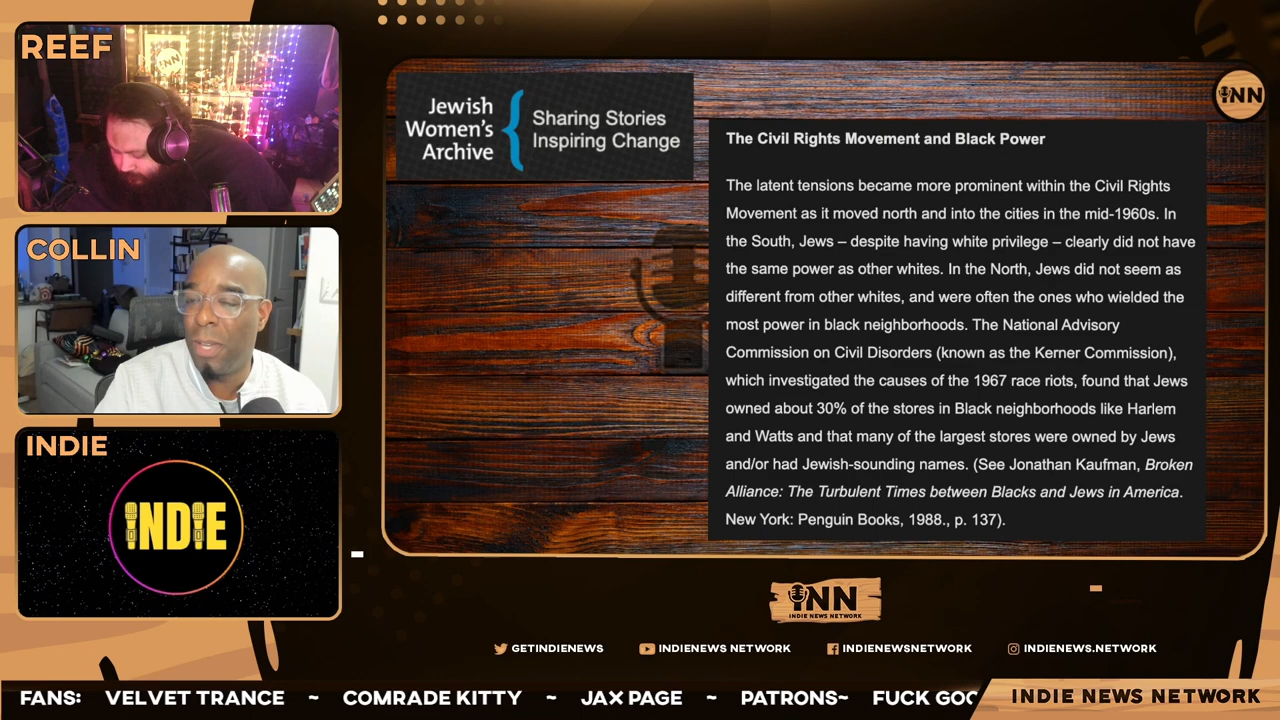 REEF
COLLIN
INDIE
INDIE
Jewish
Women's
Archive
Sharing Stories
Inspiring Change
INN
The Civil Rights Movement and Black Power
The latent tensions became more prominent within the Civil Rights
Movement as it moved north and into the cities in the mid-1960s. In
the South, Jews – despite having white privilege – clearly did not have
the same power as other whites. In the North, Jews did not seem as
different from other whites, and were often the ones who wielded the
most power in black neighborhoods. The National Advisory
Commission on Civil Disorders (known as the Kerner Commission),
which investigated the causes of the 1967 race riots, found that Jews
owned about 30% of the stores in Black neighborhoods like Harlem
and Watts and that many of the largest stores were owned by Jews
and/or had Jewish-sounding names. (See Jonathan Kaufman, Broken
Alliance: The Turbulent Times between Blacks and Jews in America.
New York: Penguin Books, 1988., p. 137).
INN
INDIE NEWS NETWORK
GETINDIENEWS
INDIENEWS NETWORK
INDIENEWSNETWORK
INDIENEWS.NETWORK
FANS: VELVET TRANCE ~ COMRADE KITTY ~ JAX PAGE ~ PATRONS~ FUCK GOO
INDIE NEWS NETWORK